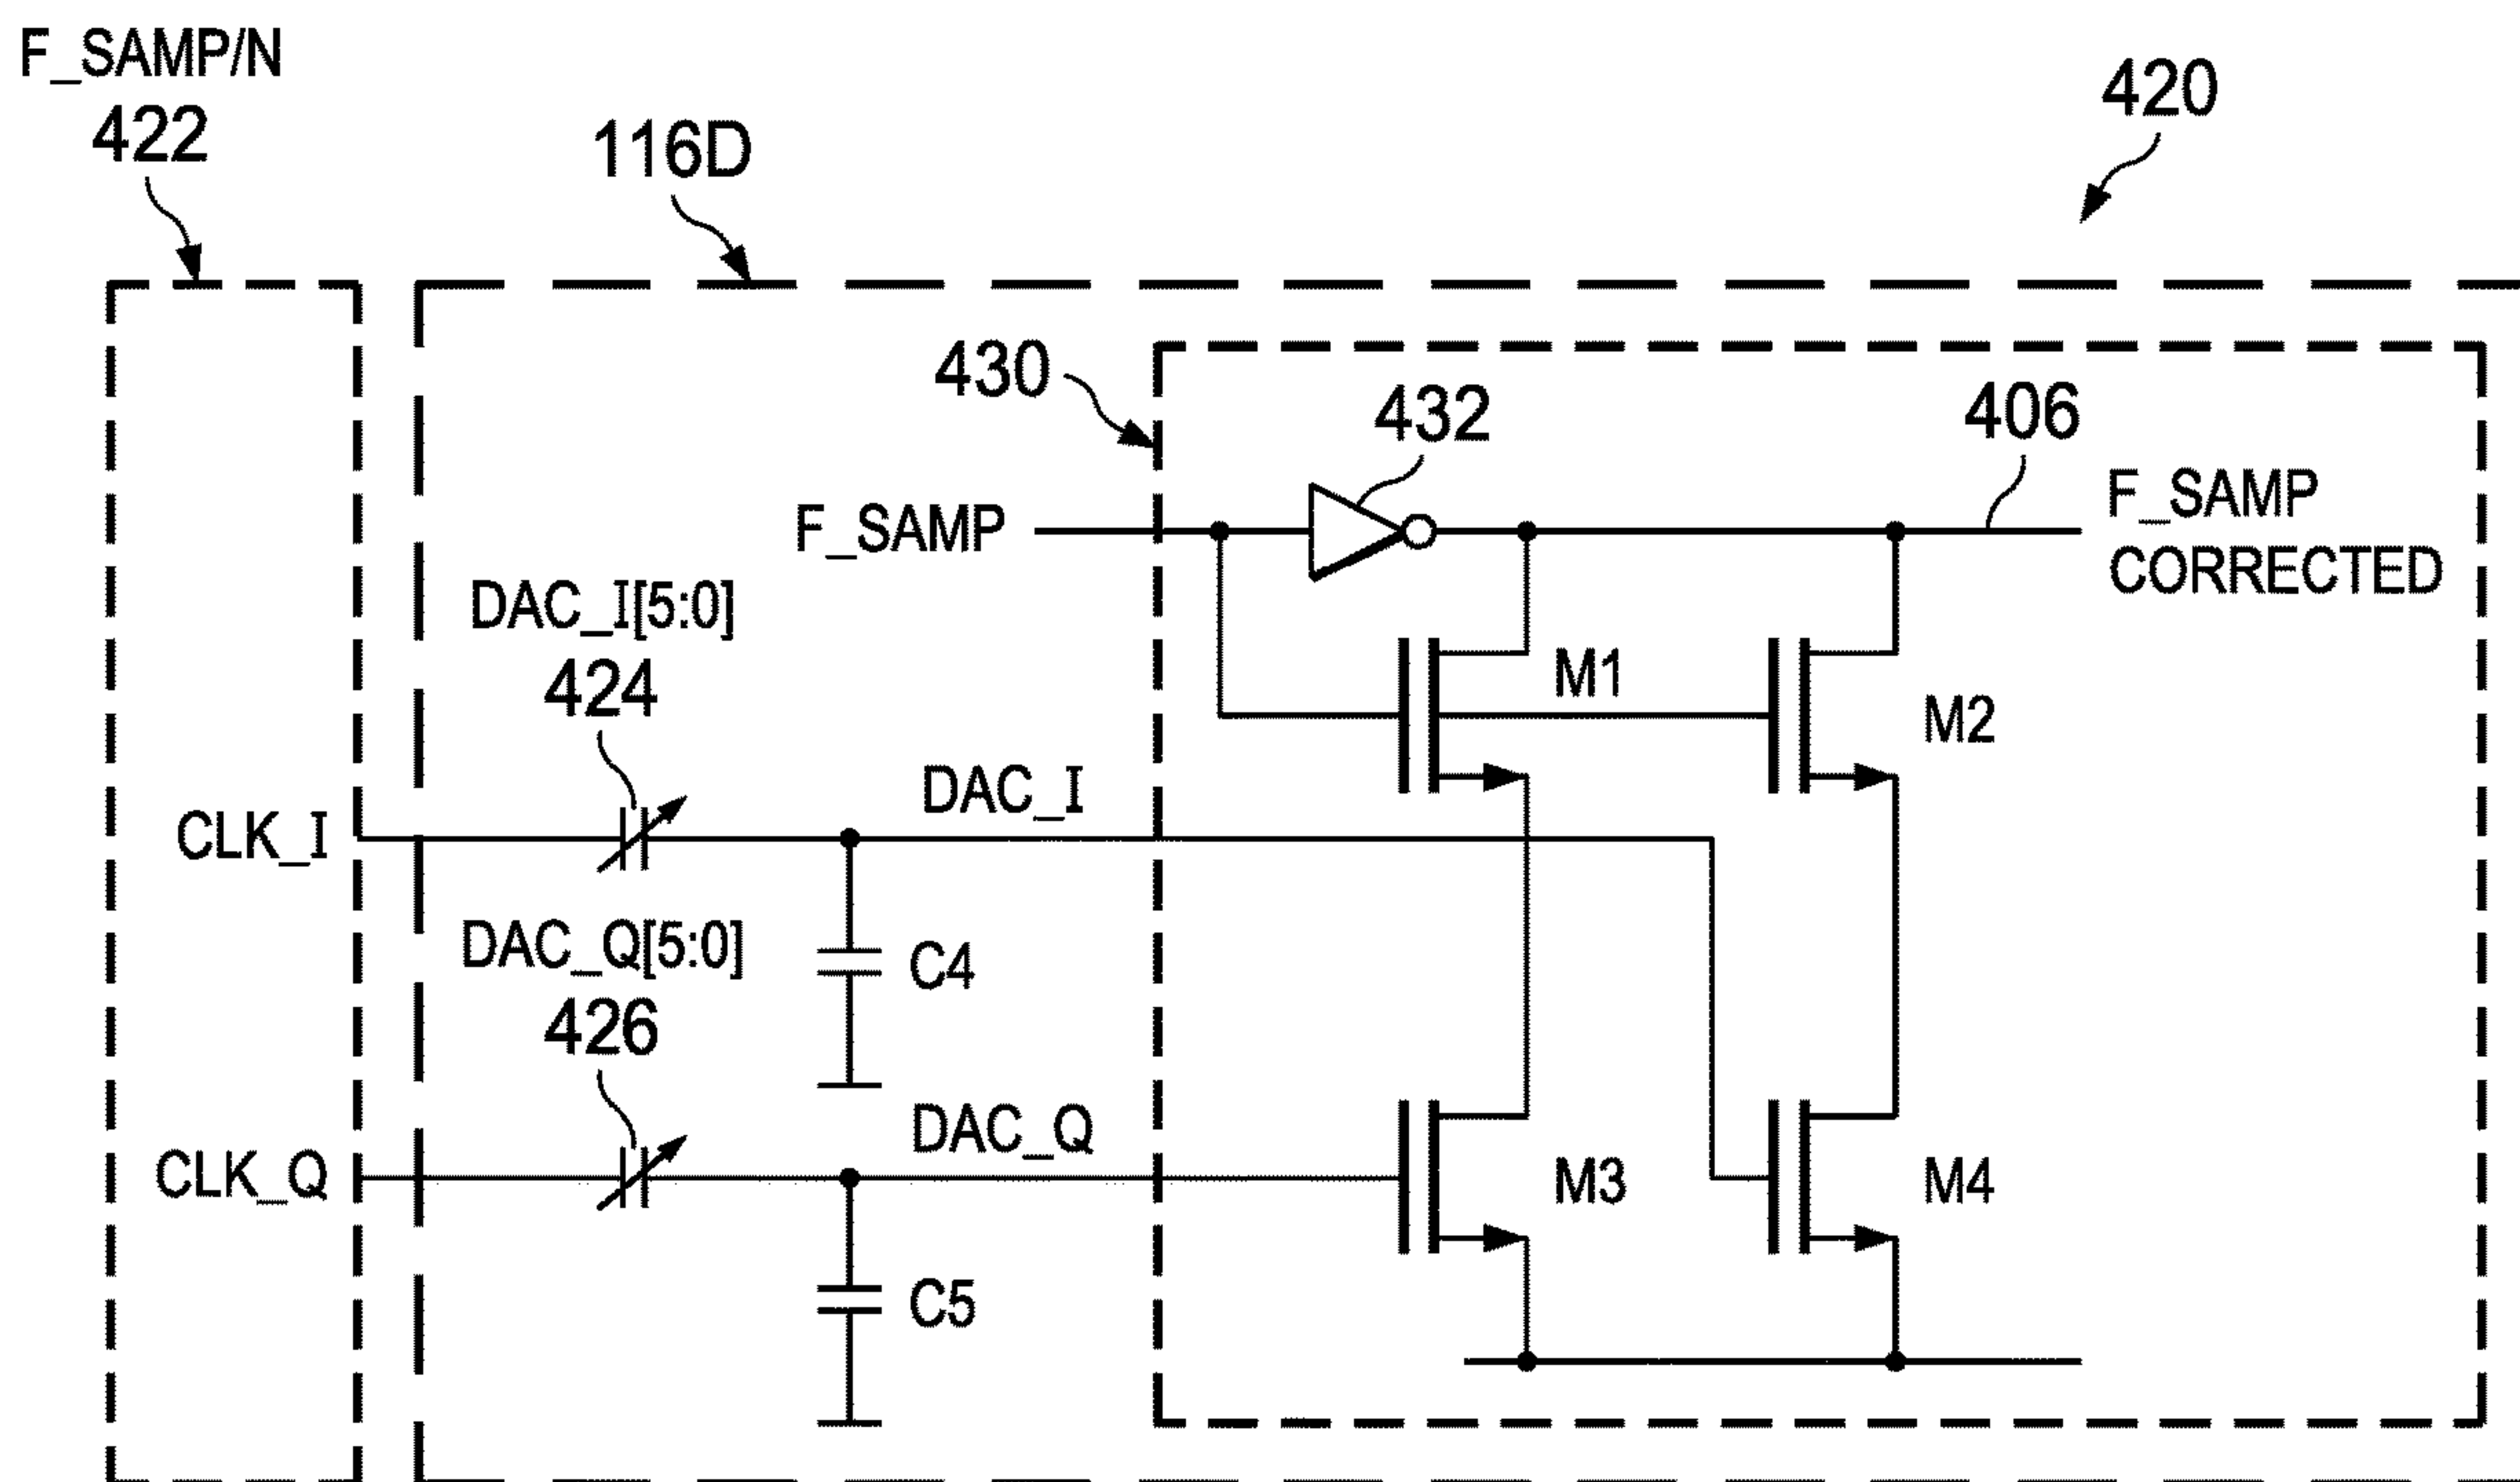 F_SAMP/N
422
116D
420
430
432
406
F_SAMP
F_SAMP
CORRECTED
DAC_I[5:0]
424
M1
M2
DAC_I
CLK_I
DAC_Q[5:0]
426
C4
DAC_Q
CLK_Q
M3
M4
C5